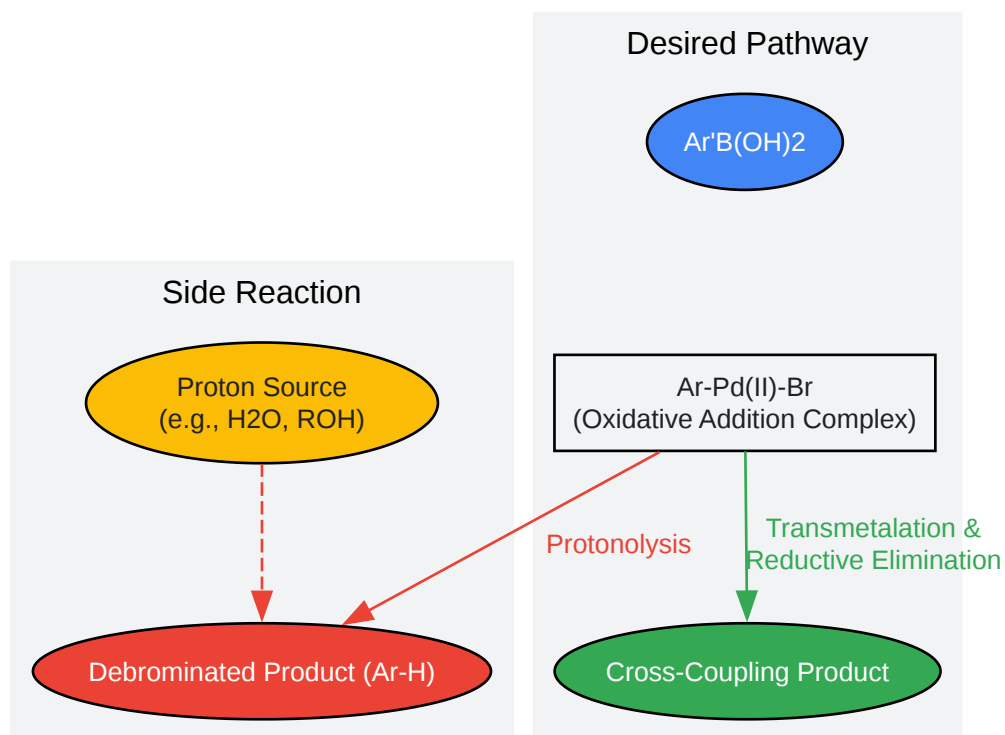 Desired Pathway
Ar'B(OH)2
Side Reaction
Proton Source
(e.g., H2O, ROH)
Ar-Pd(II)-Br
(Oxidative Addition Complex)
Protonolysis
Transmetalation &
Reductive Elimination
Debrominated Product (Ar-H)
Cross-Coupling Product